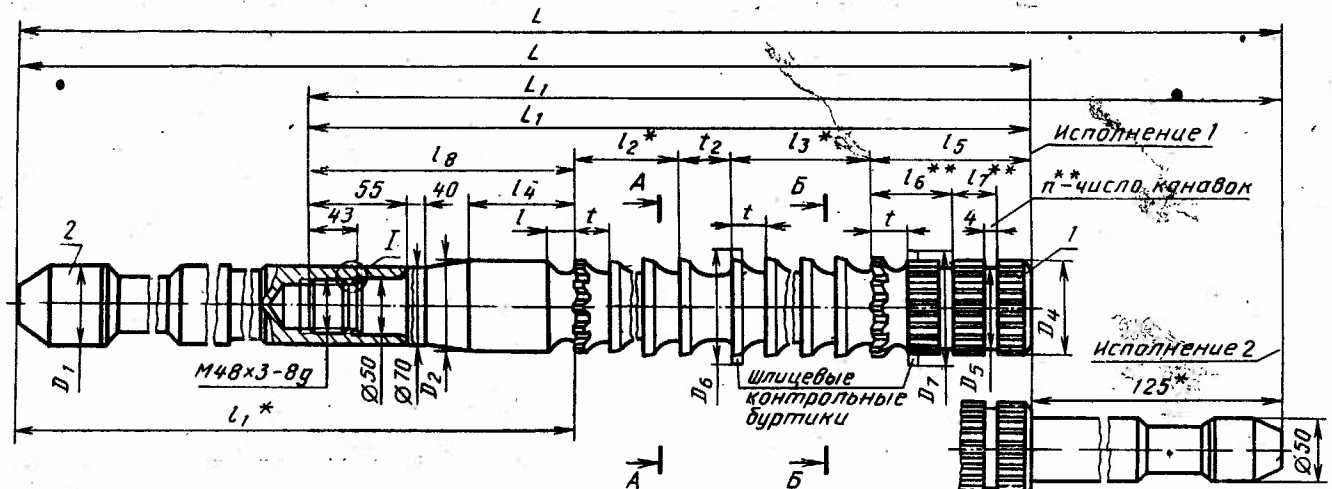 L
L
L₁
L₁
Исполнение 1
l₈
l₂*
t₂
l₃*
l₅
l₆**
l₇**
n**-число канавок
55
40
l₄
A
Б
43
l
t
t
t
4
2
I
1
D₁
M48×3-8g
Ø50
Ø70
D₂
D₆
D₇
D₅
D₄
Шлицевые
контрольные
буртики
Исполнение 2
125*
l₁*
A
Б
Ø50